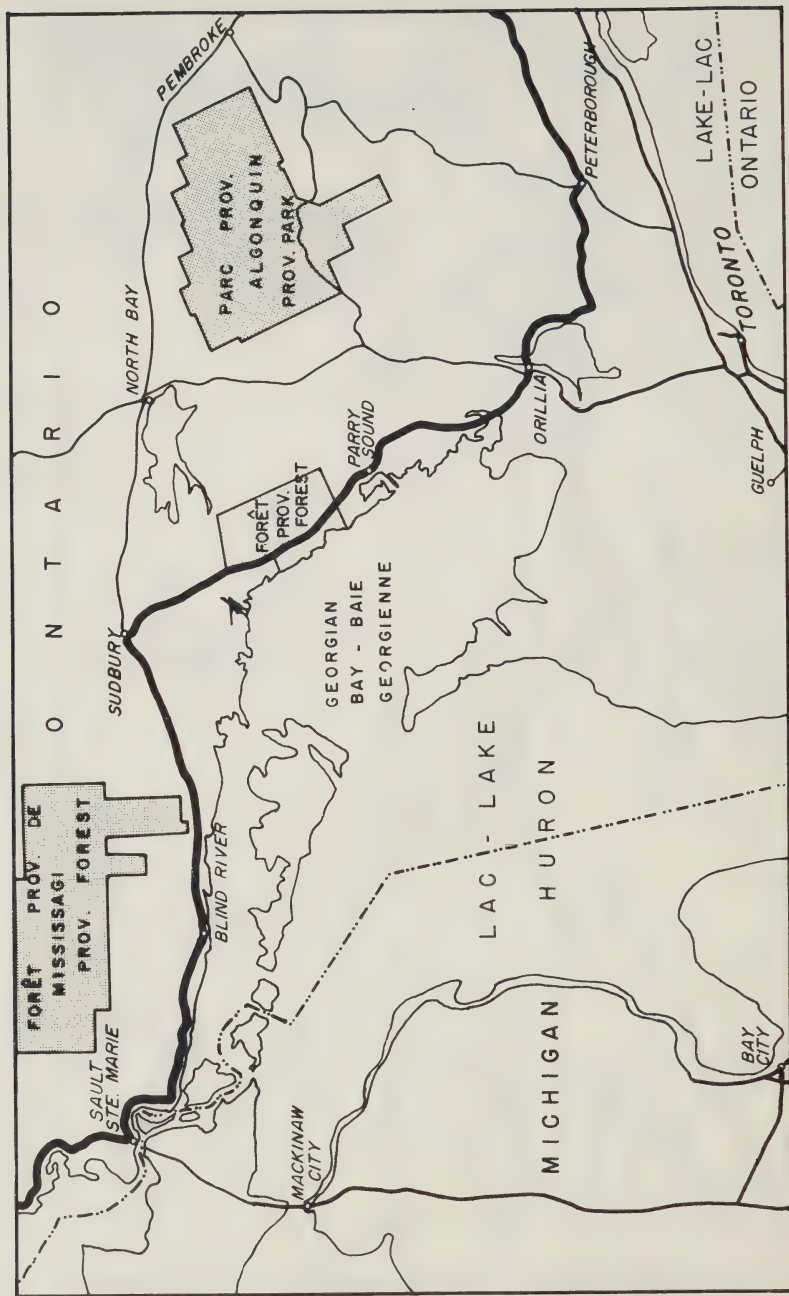 ONTARIO
FORÊT PROV. DE
MISSISSAGI
PROV. FOREST
SAULT
STE. MARIE
BLIND RIVER
SUDBURY
NORTH BAY
PEMBROKE
PARC PROV.
ALGONQUIN
PROV. PARK
FORÊT
PROV.
FOREST
PARRY
SOUND
GEORGIAN
BAY - BAIE
GEORGIENNE
MACKINAW
CITY
LAC - LAKE
HURON
MICHIGAN
BAY
CITY
ORILLIA
PETERBOROUGH
GUELPH
TORONTO
LAKE-LAC
ONTARIO